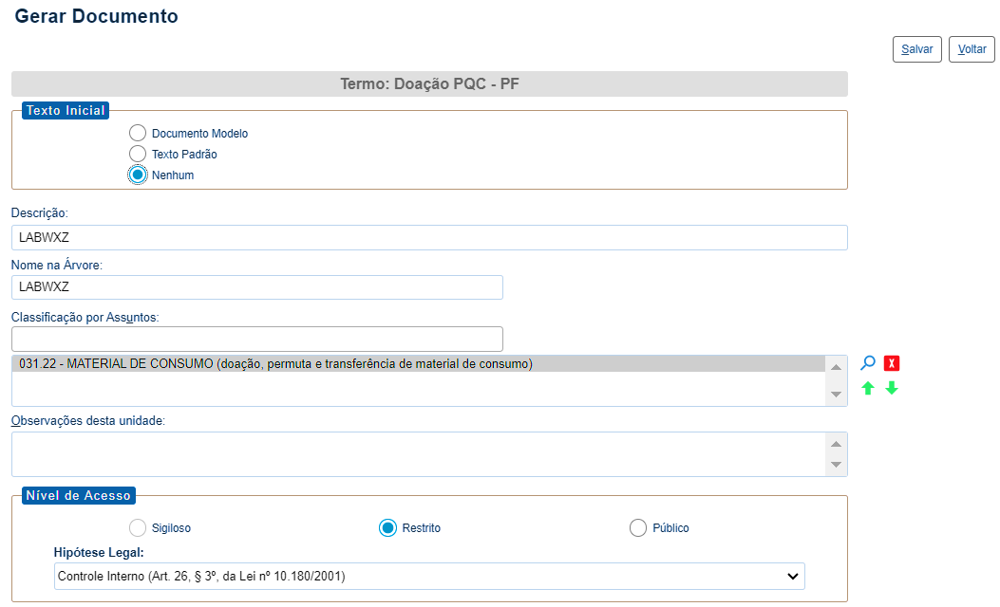 Gerar Documento
Salvar Voltar
Termo: Doação PQC - PF
Texto Inicial
Documento Modelo
Texto Padrão
Nenhum
Descrição:
LABWXZ
Nome na Árvore:
LABWXZ
Classificação por Assuntos:
031.22 - MATERIAL DE CONSUMO (doação, permuta e transferência de material de consumo)
X
Observações desta unidade:
Nível de Acesso
Sigiloso Restrito Público
Hipótese Legal:
Controle Interno (Art. 26, § 3º, da Lei nº 10.180/2001)